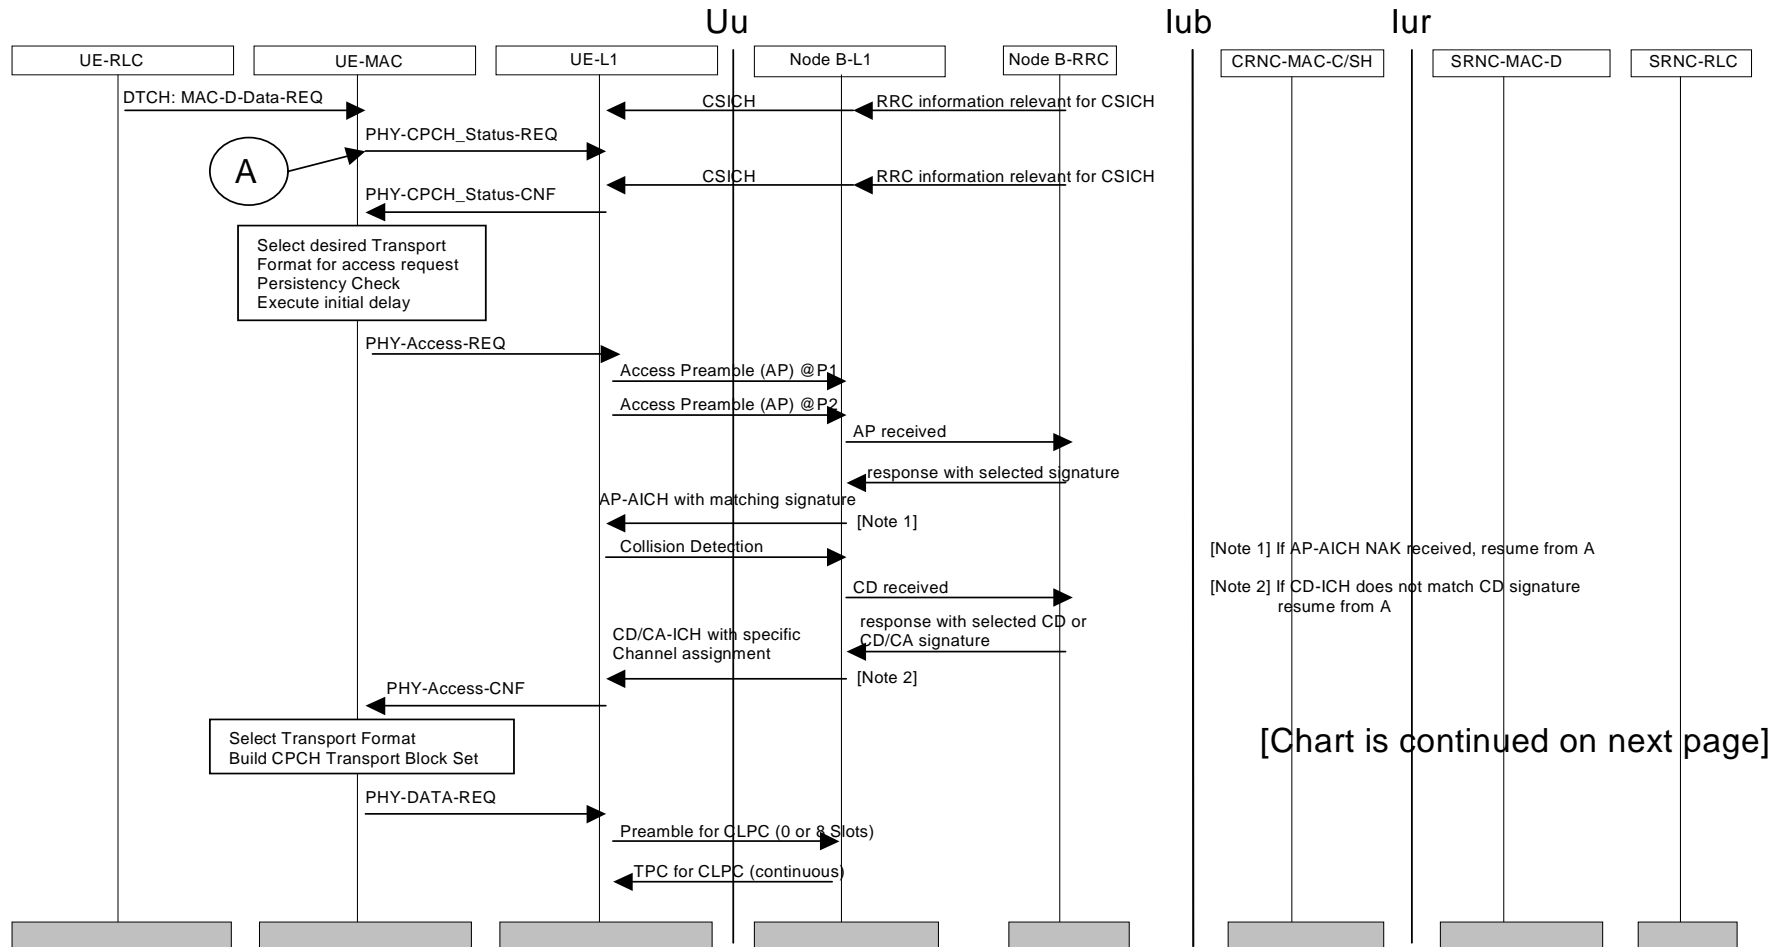 Uu
Iub
Iur
UE-RLC
UE-MAC
UE-L1
Node B-L1
Node B-RRC
CRNC-MAC-C/SH
SRNC-MAC-D
SRNC-RLC
DTCH: MAC-D-Data-REQ
CSICH
RRC information relevant for CSICH
PHY-CPCH_Status-REQ
A
CSICH
RRC information relevant for CSICH
PHY-CPCH_Status-CNF
Select desired Transport
Format for access request
Persistency Check
Execute initial delay
PHY-Access-REQ
Access Preamble (AP) @P1
Access Preamble (AP) @P2
AP received
response with selected signature
AP-AICH with matching signature
[Note 1]
Collision Detection
[Note 1] If AP-AICH NAK received, resume from A
CD received
[Note 2] If CD-ICH does not match CD signature
resume from A
response with selected CD or
CD/CA signature
CD/CA-ICH with specific
Channel assignment
[Note 2]
PHY-Access-CNF
Select Transport Format
Build CPCH Transport Block Set
[Chart is continued on next page]
PHY-DATA-REQ
Preamble for CLPC (0 or 8 Slots)
TPC for CLPC (continuous)